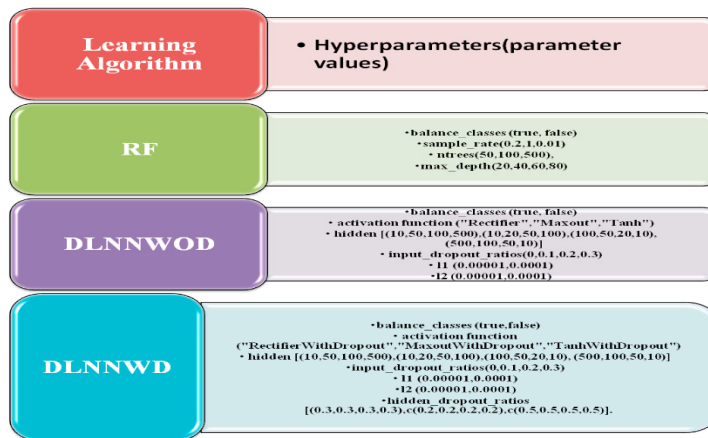 Learning
Algorithm
• Hyperparameters(parameter
values)
RF
•balance_classes (true, false)
•sample_rate(0.2,1,0.01)
•ntrees(50,100,500),
•max_depth(20,40,60,80)
DLNNWOD
•balance_classes (true, false)
• activation function ("Rectifier","Maxout","Tanh")
• hidden [(10,50,100,500),(10,20,50,100),(100,50,20,10),
(500,100,50,10)]
•input_dropout_ratios(0,0.1,0.2,0.3)
•l1 (0.00001,0.0001)
•l2 (0.00001,0.0001)
DLNNWD
•balance_classes (true,false)
• activation function
("RectifierWithDropout","MaxoutWithDropout","TanhWithDropout")
• hidden [(10,50,100,500),(10,20,50,100),(100,50,20,10), (500,100,50,10)]
•input_dropout_ratios(0,0.1,0.2,0.3)
•l1 (0.00001,0.0001)
•l2 (0.00001,0.0001)
•hidden_dropout_ratios
[(0.3,0.3,0.3,0.3),c(0.2,0.2,0.2,0.2),c(0.5,0.5,0.5,0.5)].